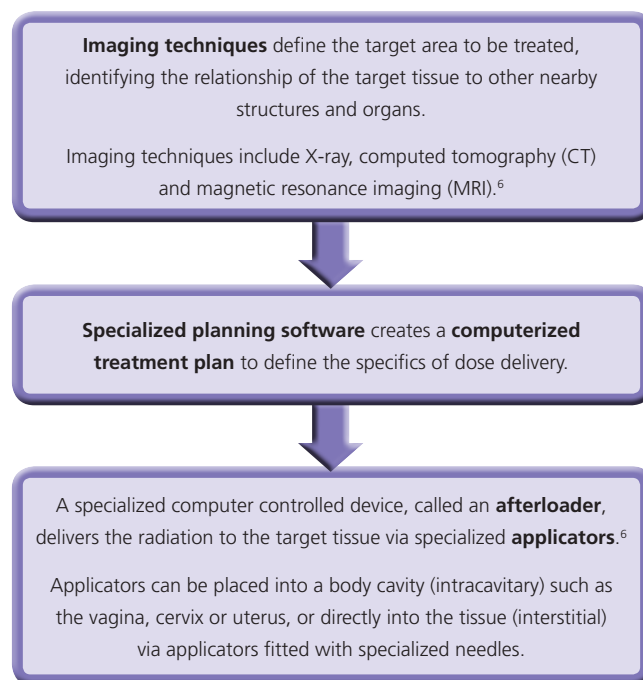 Imaging techniques define the target area to be treated,
identifying the relationship of the target tissue to other nearby
structures and organs.
Imaging techniques include X-ray, computed tomography (CT)
and magnetic resonance imaging (MRI).⁶
Specialized planning software creates a computerized
treatment plan to define the specifics of dose delivery.
A specialized computer controlled device, called an afterloader,
delivers the radiation to the target tissue via specialized applicators.⁶
Applicators can be placed into a body cavity (intracavitary) such as
the vagina, cervix or uterus, or directly into the tissue (interstitial)
via applicators fitted with specialized needles.